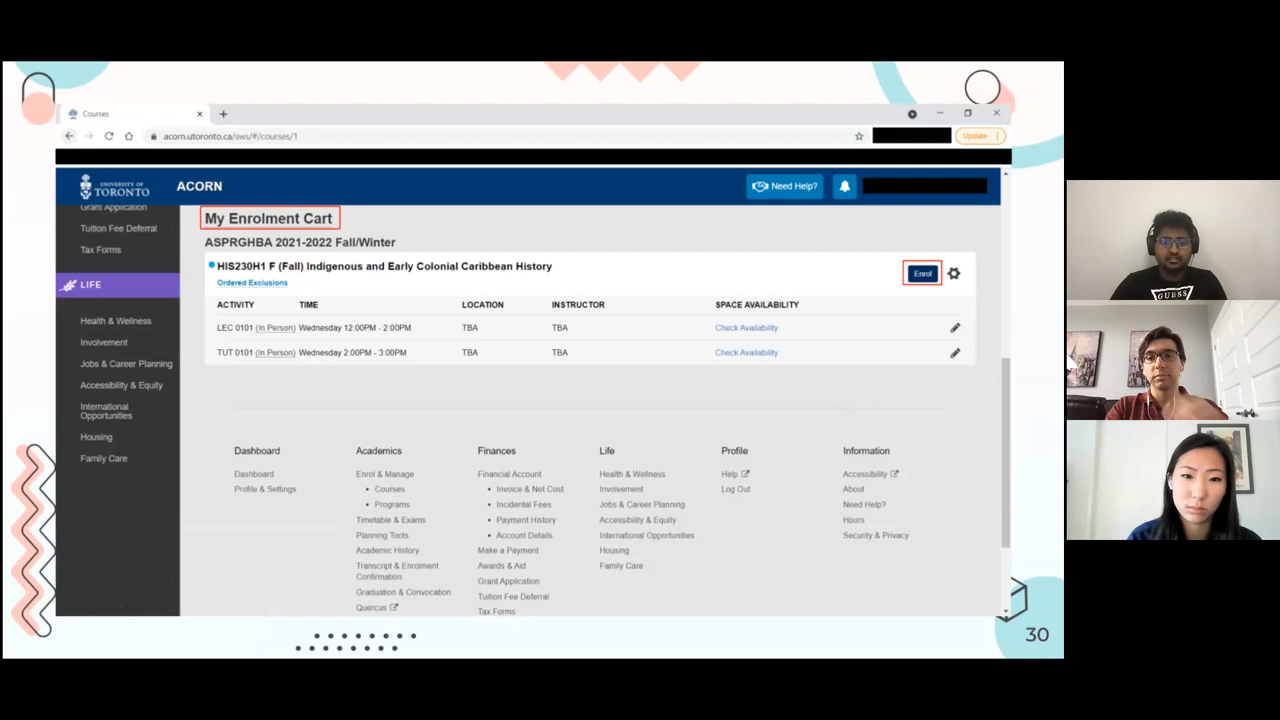 Courses
acorn.utoronto.ca/sws/#/courses/1
Update
UNIVERSITY OF
TORONTO
ACORN
Need Help?
Grant Application
Tuition Fee Deferral
Tax Forms
LIFE
Health & Wellness
Involvement
Jobs & Career Planning
Accessibility & Equity
International
Opportunities
Housing
Family Care
My Enrolment Cart
ASPRGHBA 2021-2022 Fall/Winter
HIS230H1 F (Fall) Indigenous and Early Colonial Caribbean History
Enrol
Ordered Exclusions
ACTIVITY TIME LOCATION INSTRUCTOR SPACE AVAILABILITY
LEC 0101 (In Person) Wednesday 12:00PM - 2:00PM TBA TBA Check Availability
TUT 0101 (In Person) Wednesday 2:00PM - 3:00PM TBA TBA Check Availability
Dashboard
Dashboard
Profile & Settings
Academics
Enrol & Manage
• Courses
• Programs
Timetable & Exams
Planning Tools
Academic History
Transcript & Enrolment
Confirmation
Graduation & Convocation
Quercus
Finances
Financial Account
• Invoice & Net Cost
• Incidental Fees
• Payment History
• Account Details
Make a Payment
Awards & Aid
Grant Application
Tuition Fee Deferral
Tax Forms
Life
Health & Wellness
Involvement
Jobs & Career Planning
Accessibility & Equity
International Opportunities
Housing
Family Care
Profile
Help
Log Out
Information
Accessibility
About
Need Help?
Hours
Security & Privacy
30
GUESS